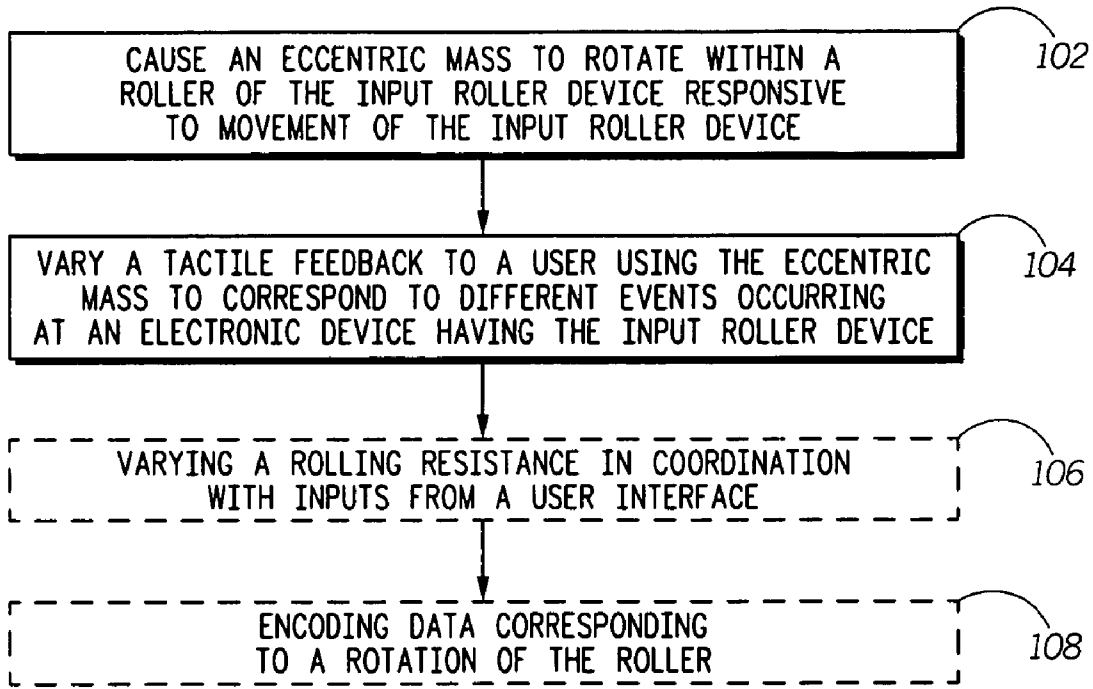 CAUSE AN ECCENTRIC MASS TO ROTATE WITHIN A
ROLLER OF THE INPUT ROLLER DEVICE RESPONSIVE
TO MOVEMENT OF THE INPUT ROLLER DEVICE
102
VARY A TACTILE FEEDBACK TO A USER USING THE ECCENTRIC
MASS TO CORRESPOND TO DIFFERENT EVENTS OCCURRING
AT AN ELECTRONIC DEVICE HAVING THE INPUT ROLLER DEVICE
104
VARYING A ROLLING RESISTANCE IN COORDINATION
WITH INPUTS FROM A USER INTERFACE
106
ENCODING DATA CORRESPONDING
TO A ROTATION OF THE ROLLER
108